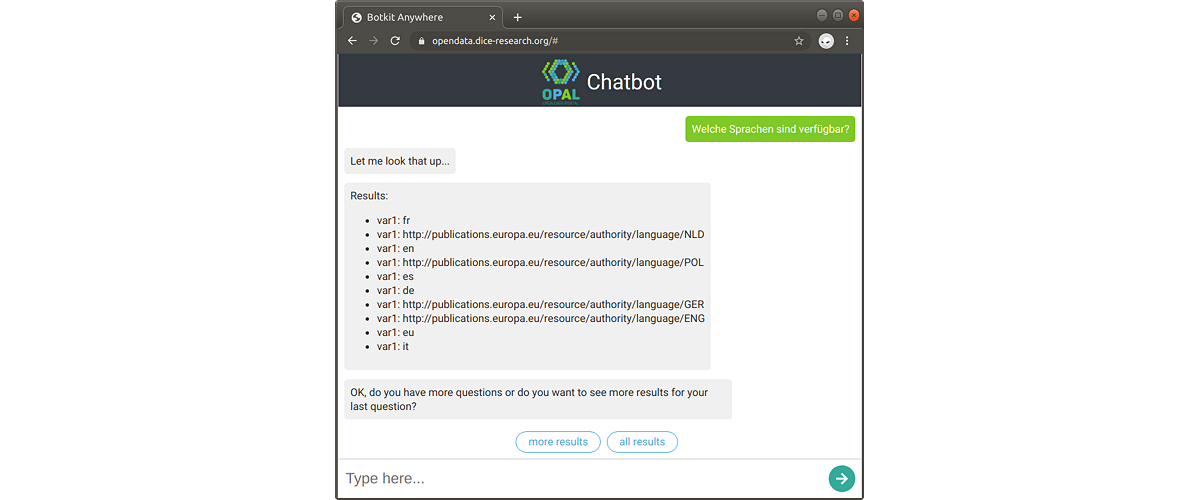 Botkit Anywhere
opendata.dice-research.org/#
OPAL
OPEN DATA PORTAL
Chatbot
Welche Sprachen sind verfügbar?
Let me look that up...
Results:
var1: fr
var1: http://publications.europa.eu/resource/authority/language/NLD
var1: en
var1: http://publications.europa.eu/resource/authority/language/POL
var1: es
var1: de
var1: http://publications.europa.eu/resource/authority/language/GER
var1: http://publications.europa.eu/resource/authority/language/ENG
var1: eu
var1: it
OK, do you have more questions or do you want to see more results for your
last question?
more results
all results
Type here...